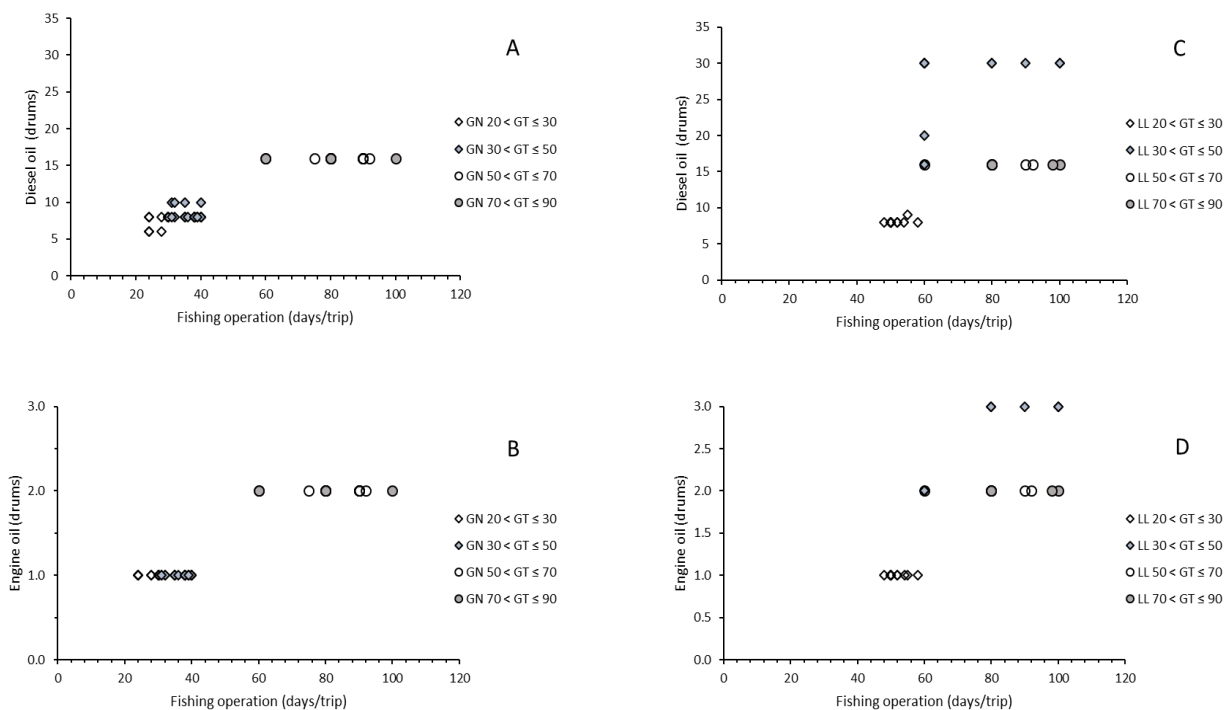 A
Diesel oil (drums)
35
30
25
20
15
10
5
0
0 20 40 60 80 100 120
Fishing operation (days/trip)
GN 20 < GT ≤ 30
GN 30 < GT ≤ 50
GN 50 < GT ≤ 70
GN 70 < GT ≤ 90
C
Diesel oil (drums)
35
30
25
20
15
10
5
0
0 20 40 60 80 100 120
Fishing operation (days/trip)
LL 20 < GT ≤ 30
LL 30 < GT ≤ 50
LL 50 < GT ≤ 70
LL 70 < GT ≤ 90
B
Engine oil (drums)
3.0
2.5
2.0
1.5
1.0
0.5
0.0
0 20 40 60 80 100 120
Fishing operation (days/trip)
GN 20 < GT ≤ 30
GN 30 < GT ≤ 50
GN 50 < GT ≤ 70
GN 70 < GT ≤ 90
D
Engine oil (drums)
3.0
2.5
2.0
1.5
1.0
0.5
0.0
0 20 40 60 80 100 120
Fishing operation (days/trip)
LL 20 < GT ≤ 30
LL 30 < GT ≤ 50
LL 50 < GT ≤ 70
LL 70 < GT ≤ 90